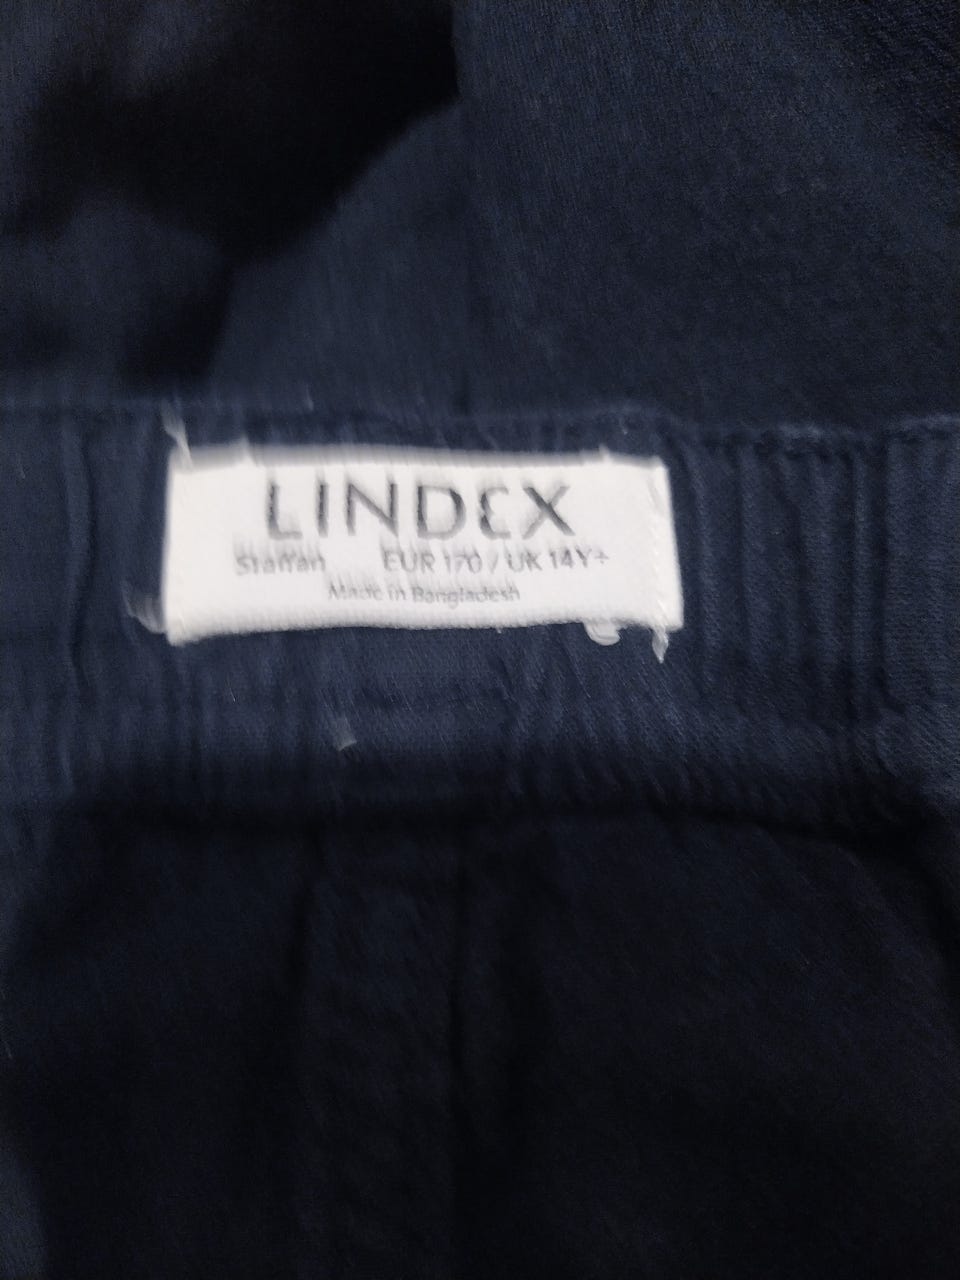 LINDEX
Staffan EUR 170 / UK 14Y+
Made in Bangladesh